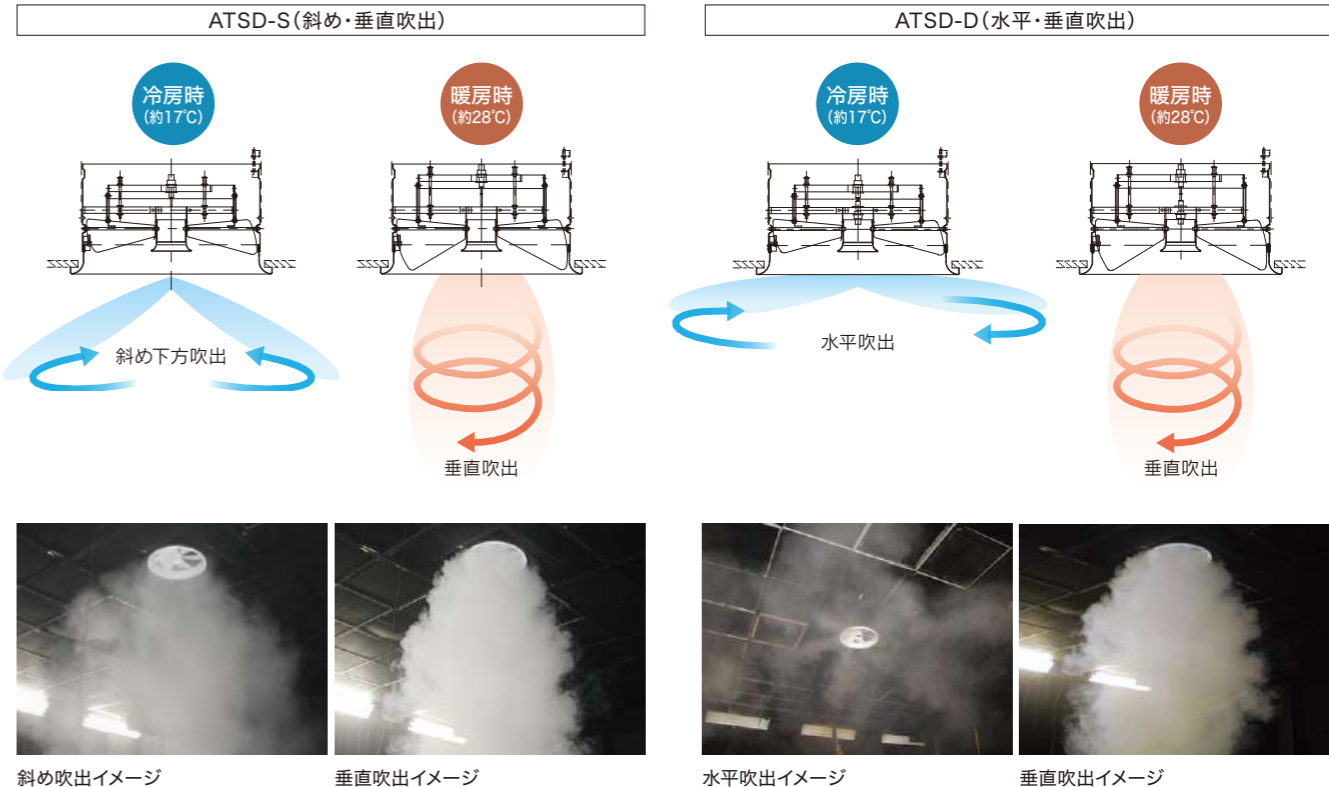 ATSD-S(斜め・垂直吹出)
冷房時
(約17℃)
暖房時
(約28℃)
斜め下方吹出
垂直吹出
斜め吹出イメージ
垂直吹出イメージ
ATSD-D(水平・垂直吹出)
冷房時
(約17℃)
暖房時
(約28℃)
水平吹出
垂直吹出
水平吹出イメージ
垂直吹出イメージ